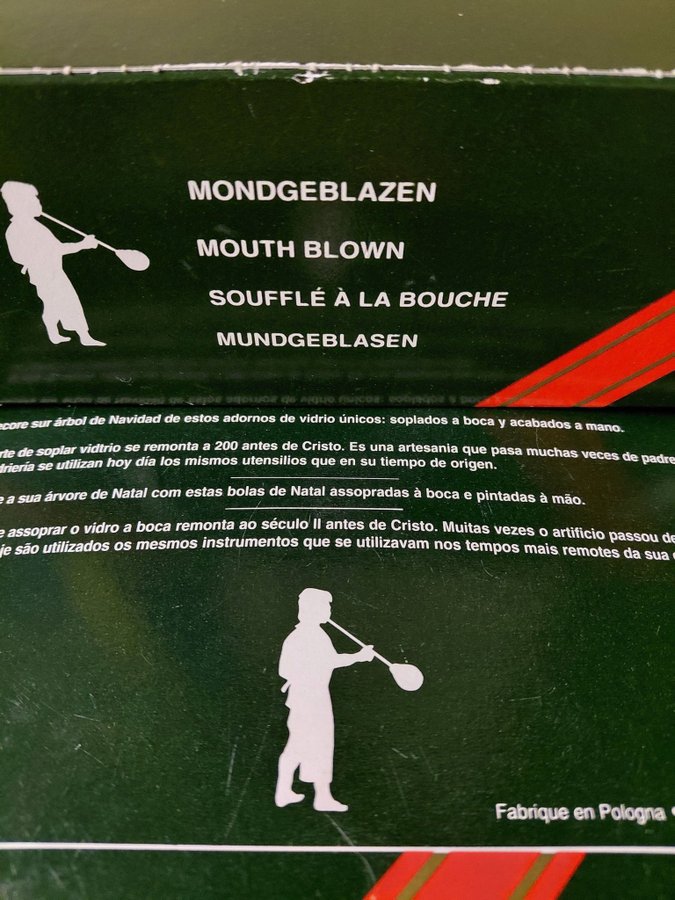 MONDGEBLAZEN
MOUTH BLOWN
SOUFFLÉ À LA BOUCHE
MUNDGEBLASEN
ecore sur árbol de Navidad de estos adornos de vidrio únicos: soplados a boca y acabados a mano.
rte de soplar vidtrio se remonta a 200 antes de Cristo. Es una artesania que pasa muchas veces de padre
driería se utilizan hoy día los mismos utensilios que en su tiempo de origen.
e a sua árvore de Natal com estas bolas de Natal assopradas à boca e pintadas à mão.
e assoprar o vidro a boca remonta ao século II antes de Cristo. Muitas vezes o artificio passou de
je são utilizados os mesmos instrumentos que se utilizavam nos tempos mais remotes da sua
Fabrique en Pologna •